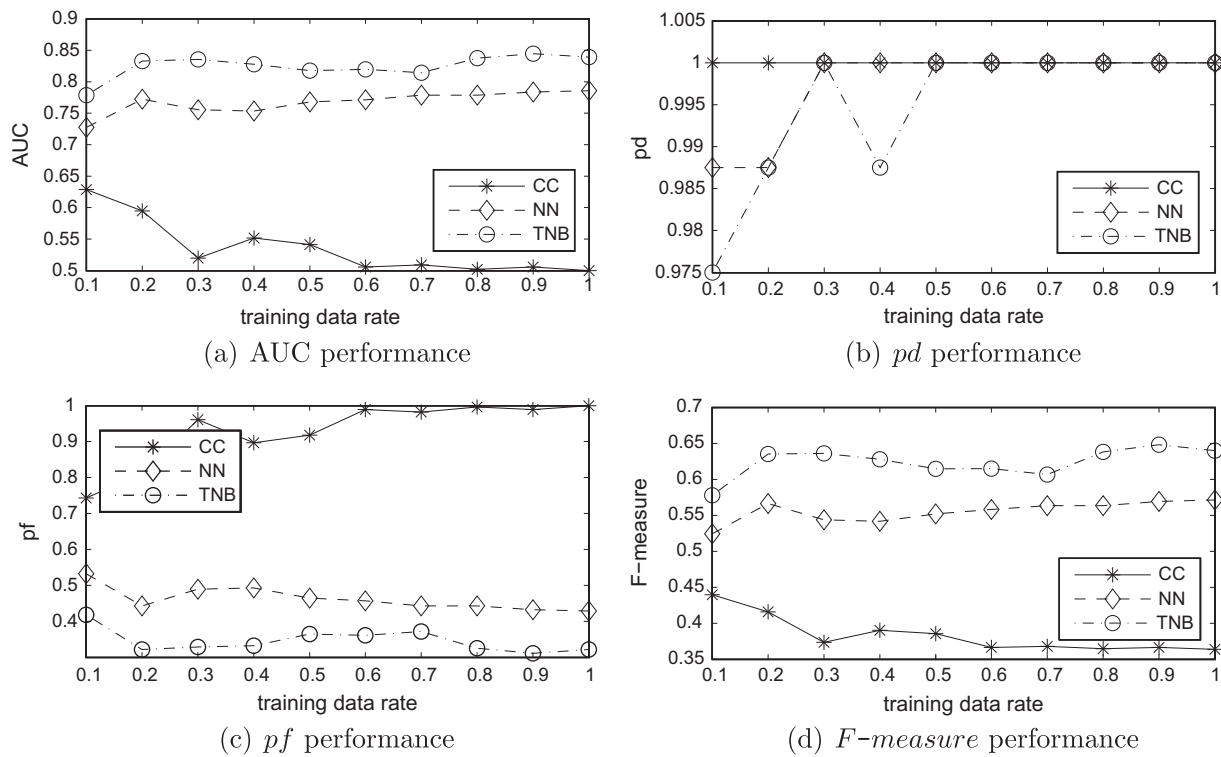 0.9
0.85
0.8
0.75
0.7
0.65
0.6
0.55
0.5
AUC
CC
NN
TNB
0.1 0.2 0.3 0.4 0.5 0.6 0.7 0.8 0.9 1
training data rate
(a) AUC performance
1.005
1
0.995
0.99
0.985
0.98
0.975
pd
CC
NN
TNB
0.1 0.2 0.3 0.4 0.5 0.6 0.7 0.8 0.9 1
training data rate
(b) pd performance
1
0.9
0.8
0.7
0.6
0.5
0.4
pf
CC
NN
TNB
0.1 0.2 0.3 0.4 0.5 0.6 0.7 0.8 0.9 1
training data rate
(c) pf performance
0.7
0.65
0.6
0.55
0.5
0.45
0.4
0.35
F-measure
CC
NN
TNB
0.1 0.2 0.3 0.4 0.5 0.6 0.7 0.8 0.9 1
training data rate
(d) F-measure performance